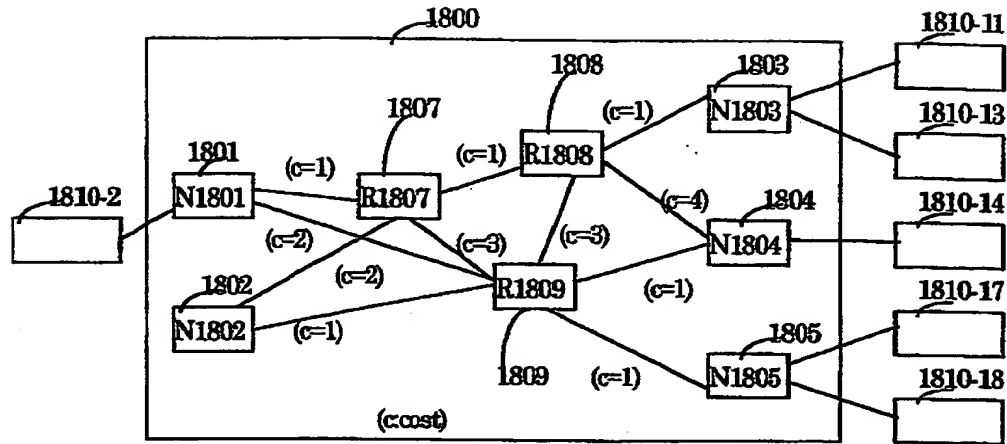 1800
1810-11
1808
1803
1807
N1803
(c=1)
1810-13
1801
(c=1)
(c=1)
R1808
1810-2
N1801
R1807
(c=4)
1804
1810-14
(c=2)
(c=3)
(c=3)
N1804
1802
(c=2)
R1809
(c=1)
1810-17
N1802
(c=1)
1805
1809
(c=1)
N1805
1810-18
(c:cost)